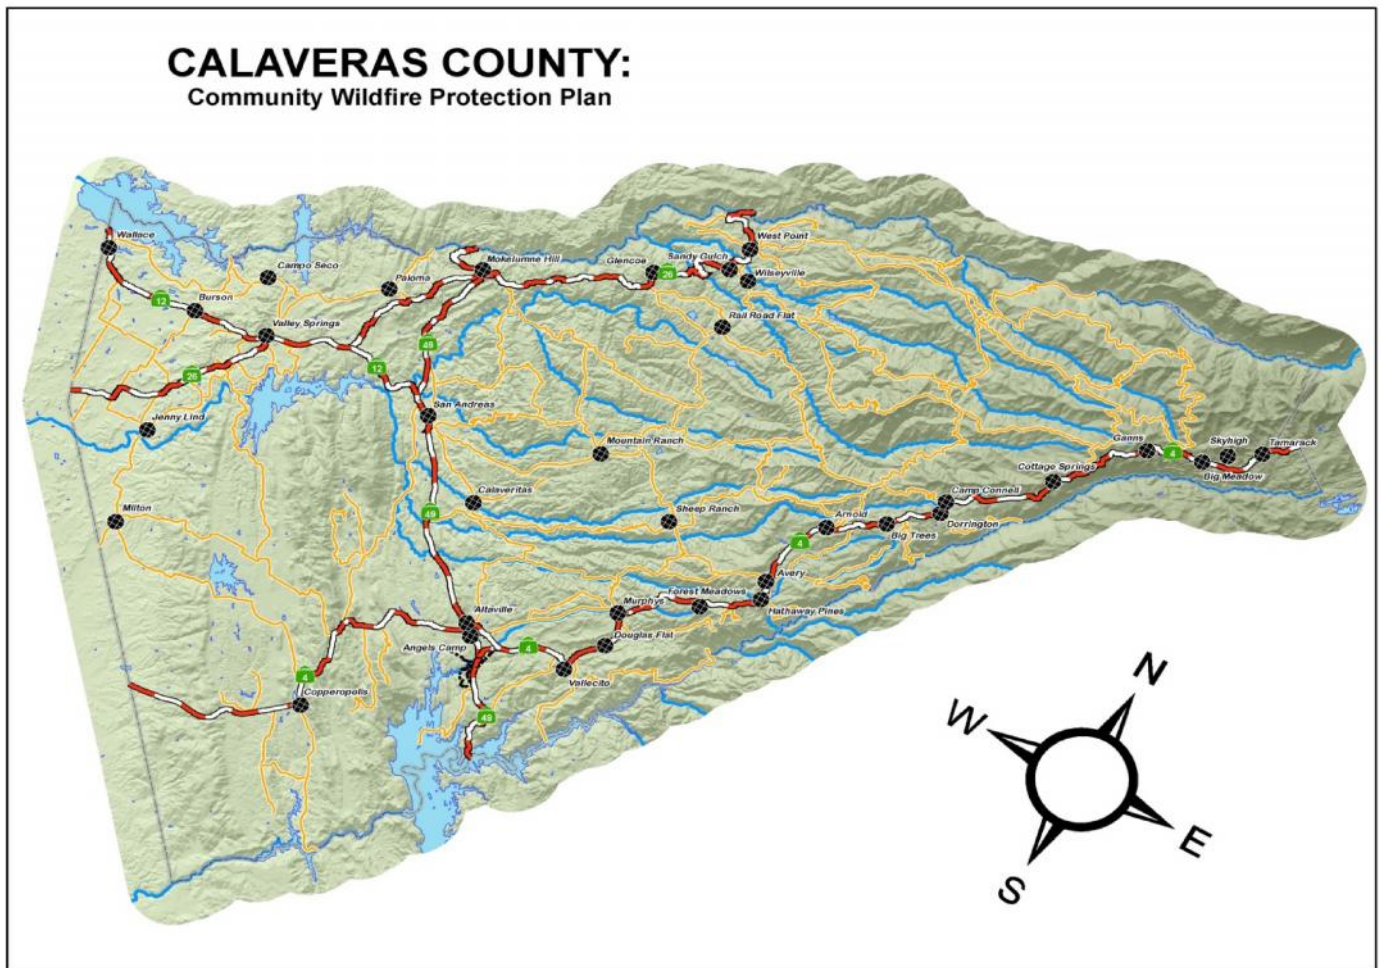 CALAVERAS COUNTY:
Community Wildfire Protection Plan
Wallace
Campo Seco
Paloma
Mokelumne Hill
Glencoe
26
Sandy Gulch
West Point
Wilseyville
12
Burson
Valley Springs
Rail Road Flat
49
12
26
Jenny Lind
San Andreas
Mountain Ranch
Ganns
4
Skyhigh
Tamarack
Big Meadow
Cottage Springs
Calaveritas
Camp Connell
Milton
49
Sheep Ranch
Arnold
Dorrington
Big Trees
4
Avery
Forest Meadows
Murphys
Hathaway Pines
Altaville
Douglas Flat
Angels Camp
4
Vallecito
4
Copperopolis
49
N
W
E
S